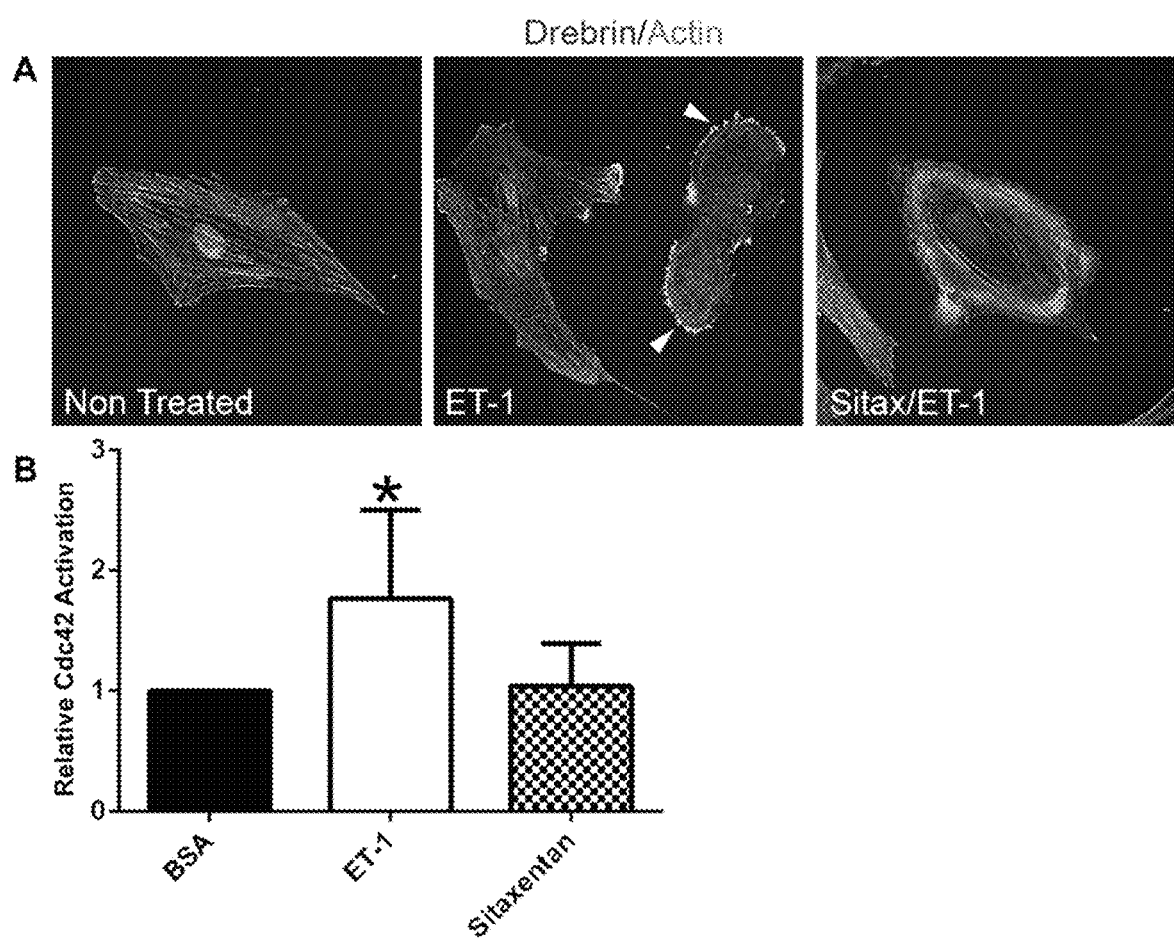 Drebrin/Actin
A
Non Treated
ET-1
Sitax/ET-1
B
Relative Cdc42 Activation
3
2
1
0
*
BSA
ET-1
Sitaxentan